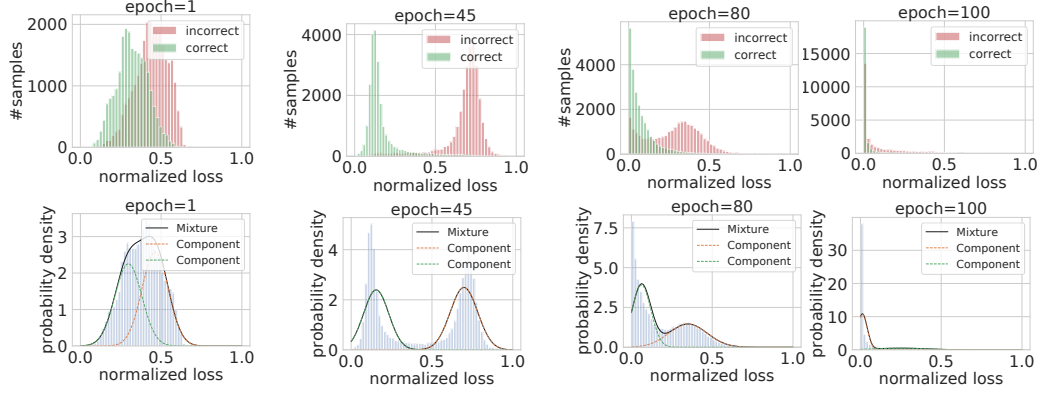 epoch=1
#samples
2000
1000
0
incorrect
correct
0.0 0.5 1.0
normalized loss
epoch=45
#samples
4000
2000
0
incorrect
correct
0.0 0.5 1.0
normalized loss
epoch=80
#samples
4000
2000
0
incorrect
correct
0.0 0.5 1.0
normalized loss
epoch=100
15000
10000
5000
0
incorrect
correct
0.0 0.5 1.0
normalized loss
epoch=1
probability density
3
2
1
0
Mixture
Component
Component
0.0 0.5 1.0
normalized loss
epoch=45
probability density
4
2
0
Mixture
Component
Component
0.0 0.5 1.0
normalized loss
epoch=80
probability density
7.5
5.0
2.5
0.0
Mixture
Component
Component
0.0 0.5 1.0
normalized loss
epoch=100
probability density
30
20
10
0
Mixture
Component
Component
0.0 0.5 1.0
normalized loss